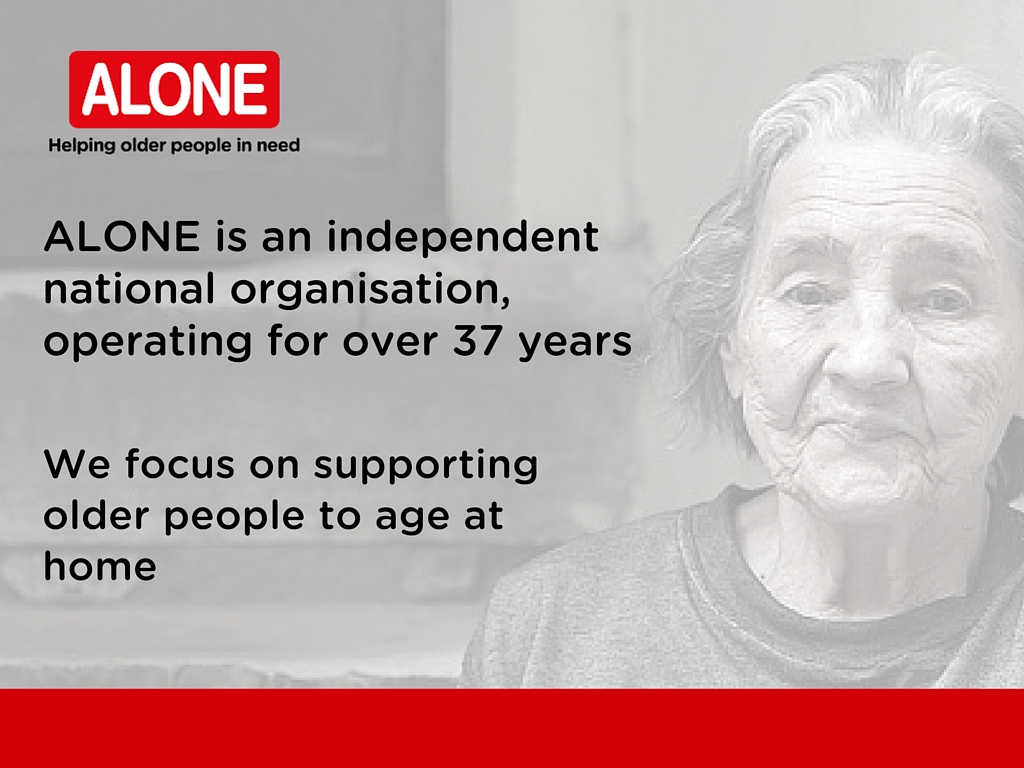 ALONE
Helping older people in need
ALONE is an independent
national organisation,
operating for over 37 years
We focus on supporting
older people to age at
home